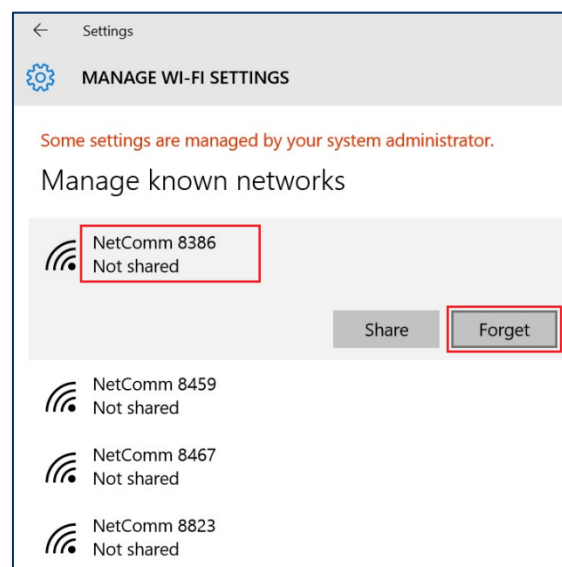 Settings
MANAGE WI-FI SETTINGS
Some settings are managed by your system administrator.
Manage known networks
NetComm 8386
Not shared
Share Forget
NetComm 8459
Not shared
NetComm 8467
Not shared
NetComm 8823
Not shared